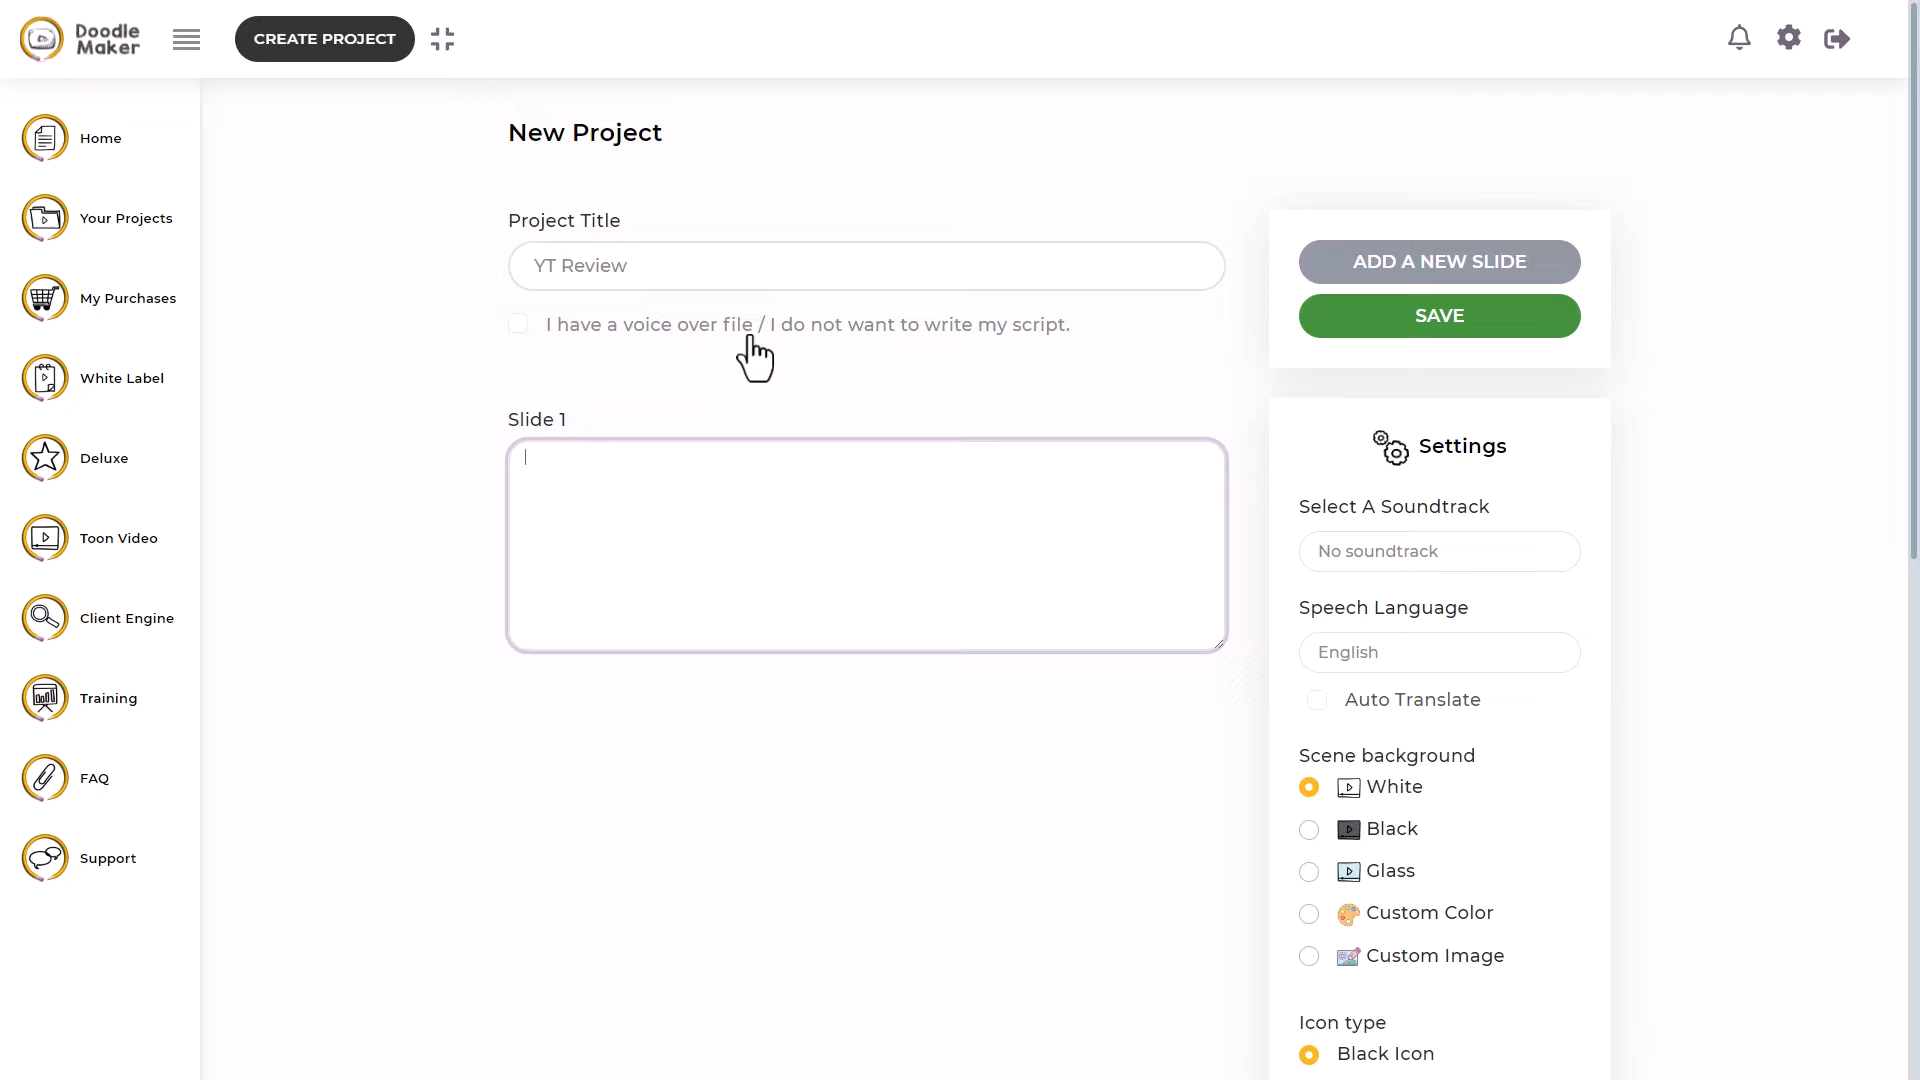 Doodle
Maker
CREATE PROJECT
Home
Your Projects
My Purchases
White Label
Deluxe
Toon Video
Client Engine
Training
FAQ
Support
New Project
Project Title
YT Review
I have a voice over file / I do not want to write my script.
Slide 1
ADD A NEW SLIDE
SAVE
Settings
Select A Soundtrack
No soundtrack
Speech Language
English
Auto Translate
Scene background
White
Black
Glass
Custom Color
Custom Image
Icon type
Black Icon